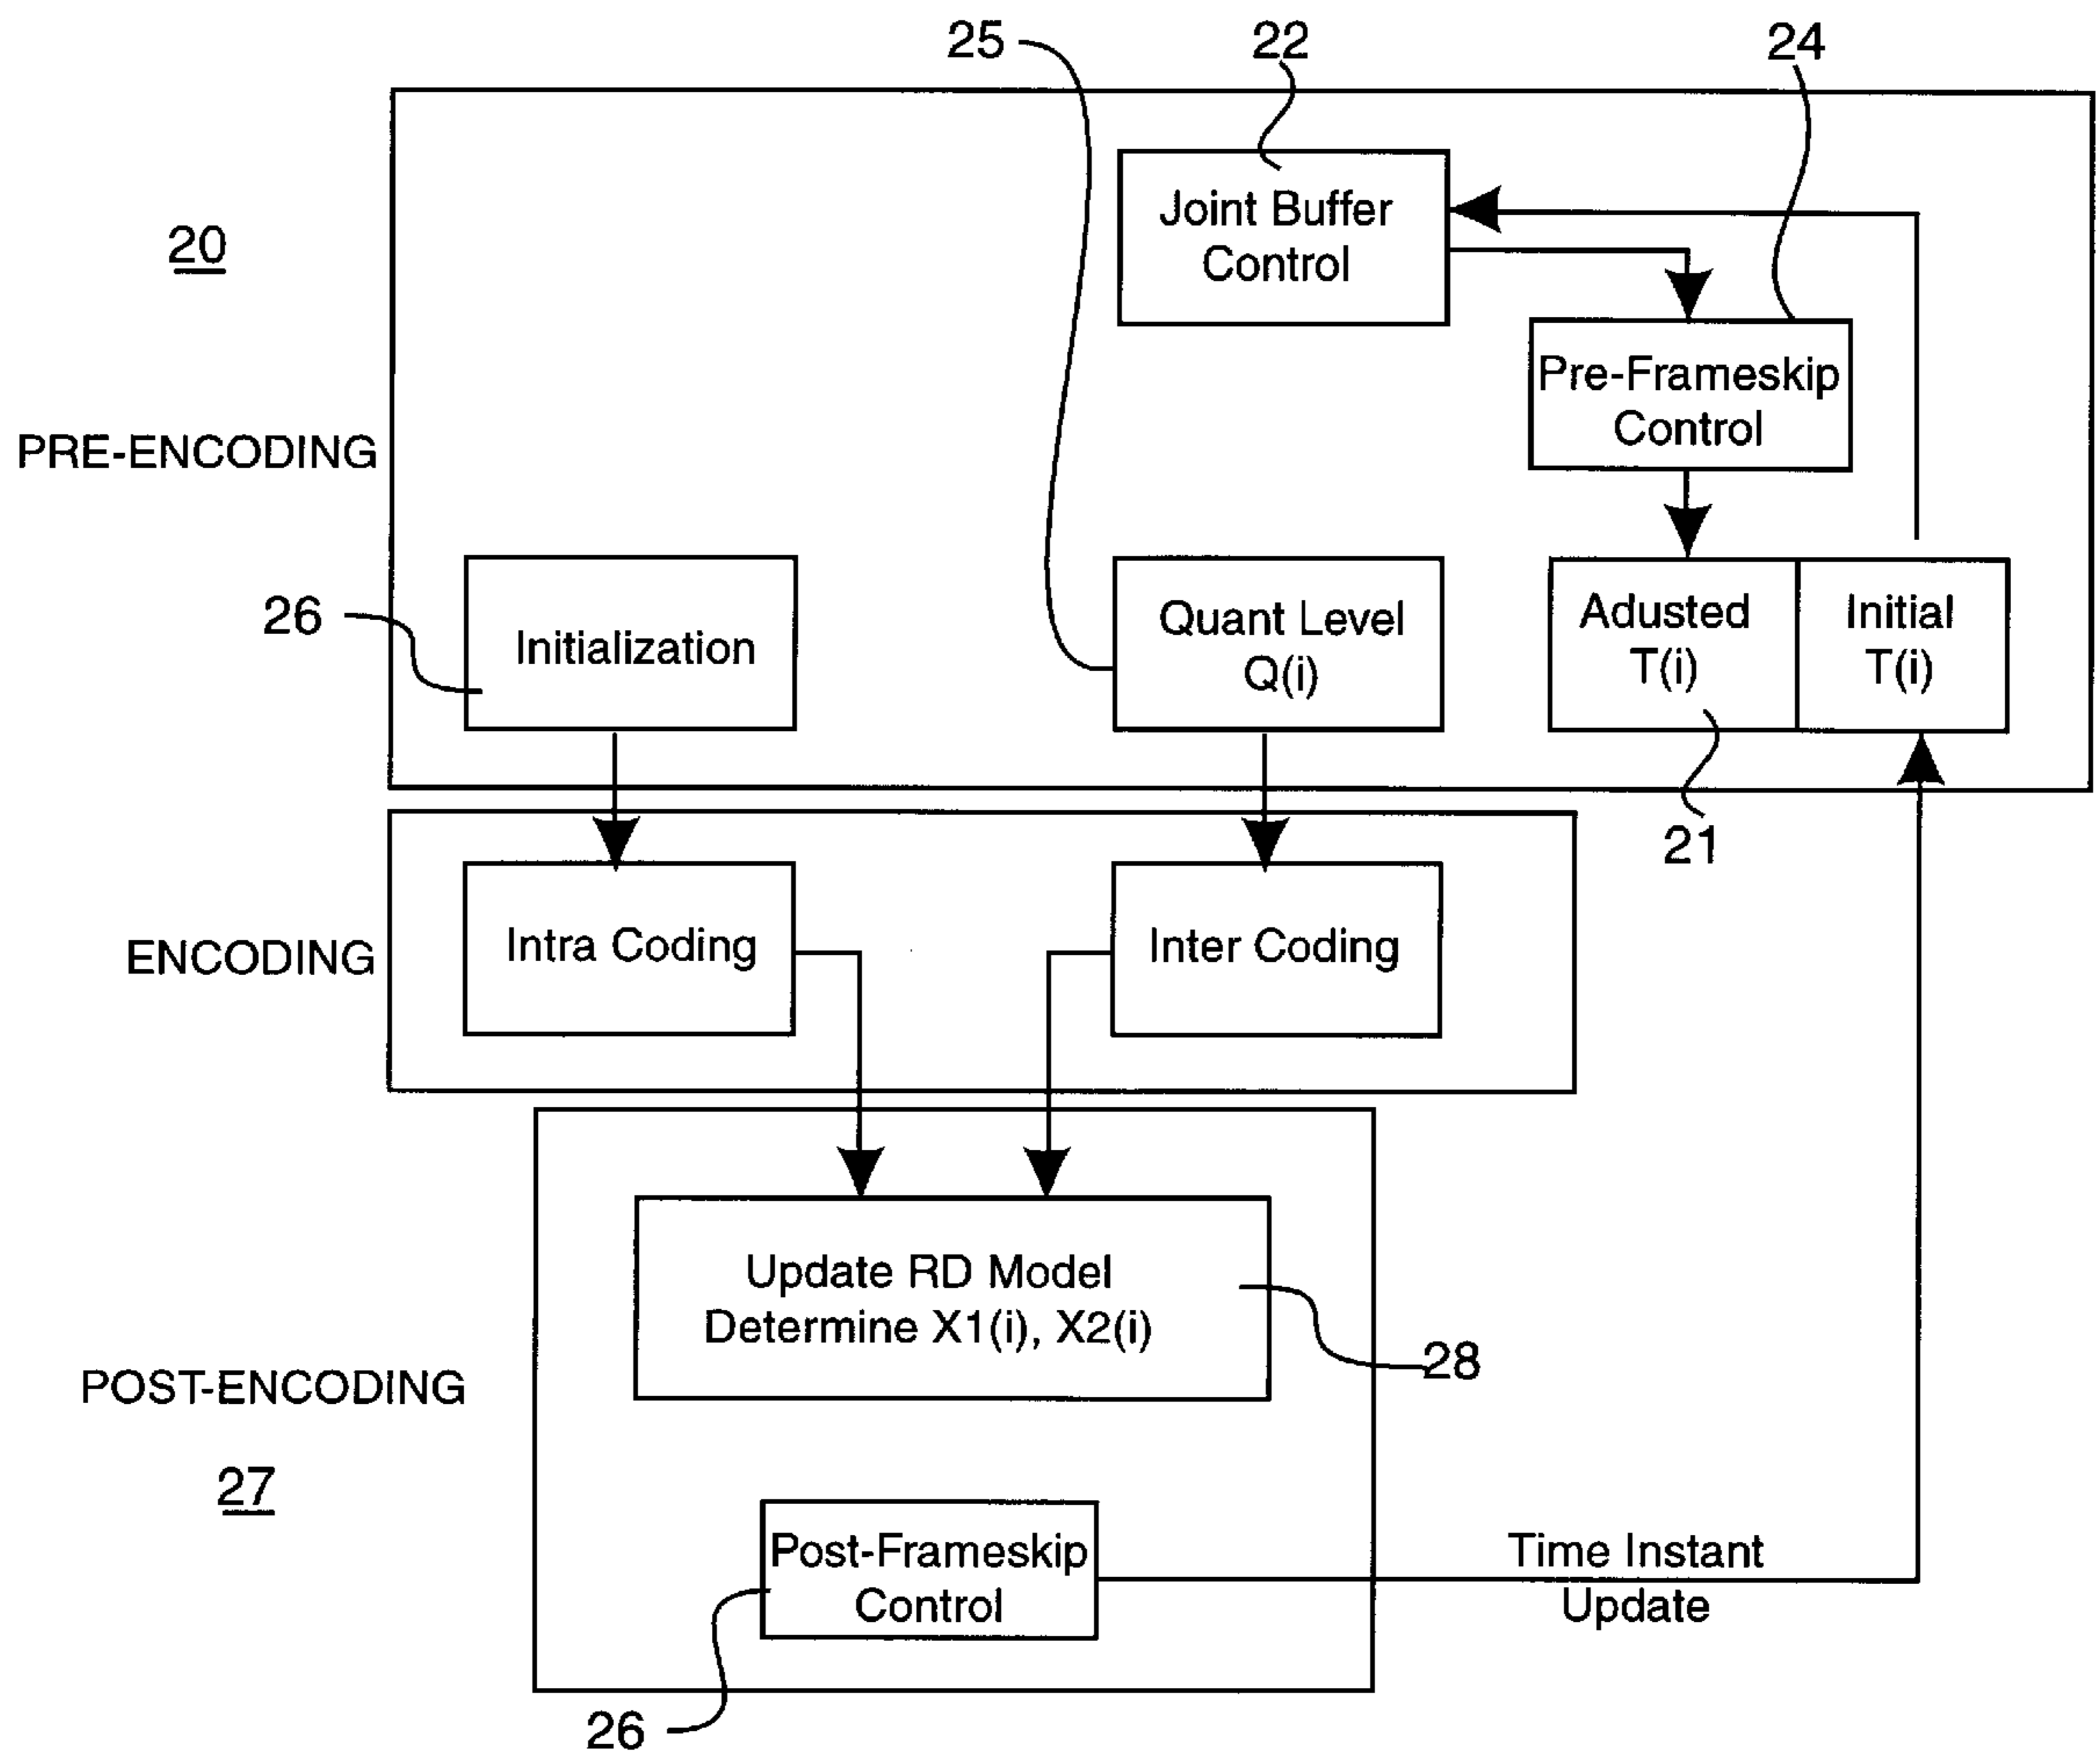 25
22
24
20
Joint Buffer
Control
Pre-Frameskip
Control
PRE-ENCODING
26
Initialization
Quant Level
Q(i)
Adusted
T(i)
Initial
T(i)
21
ENCODING
Intra Coding
Inter Coding
Update RD Model
Determine X1(i), X2(i)
28
POST-ENCODING
27
Post-Frameskip
Control
Time Instant
Update
26